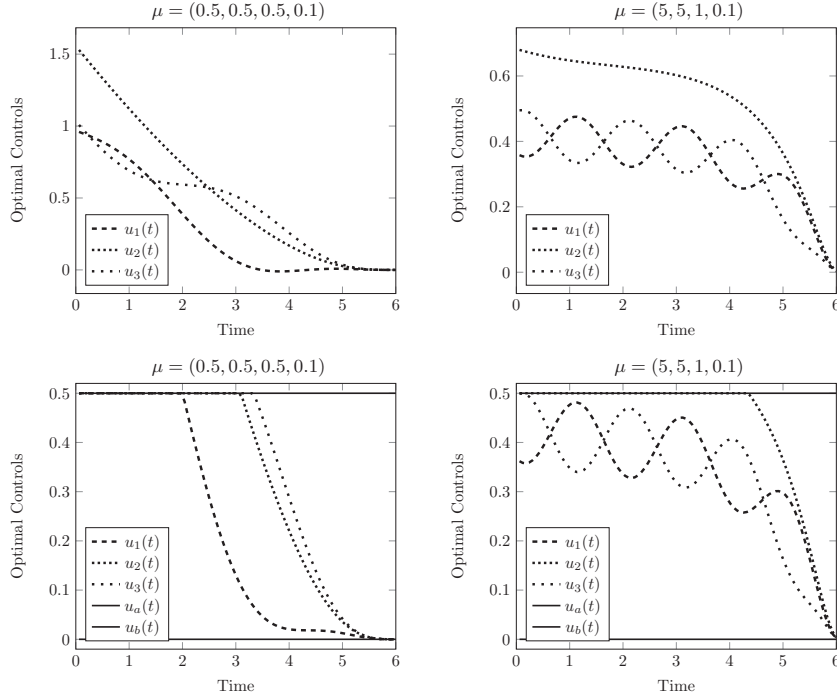 μ = (0.5, 0.5, 0.5, 0.1)
Optimal Controls
1.5
1
0.5
0
u₁(t)
u₂(t)
u₃(t)
0 1 2 3 4 5 6
Time
μ = (5, 5, 1, 0.1)
Optimal Controls
0.6
0.4
0.2
0
u₁(t)
u₂(t)
u₃(t)
0 1 2 3 4 5 6
Time
μ = (0.5, 0.5, 0.5, 0.1)
Optimal Controls
0.5
0.4
0.3
0.2
0.1
0
u₁(t)
u₂(t)
u₃(t)
uₐ(t)
u_b(t)
0 1 2 3 4 5 6
Time
μ = (5, 5, 1, 0.1)
Optimal Controls
0.5
0.4
0.3
0.2
0.1
0
u₁(t)
u₂(t)
u₃(t)
uₐ(t)
u_b(t)
0 1 2 3 4 5 6
Time